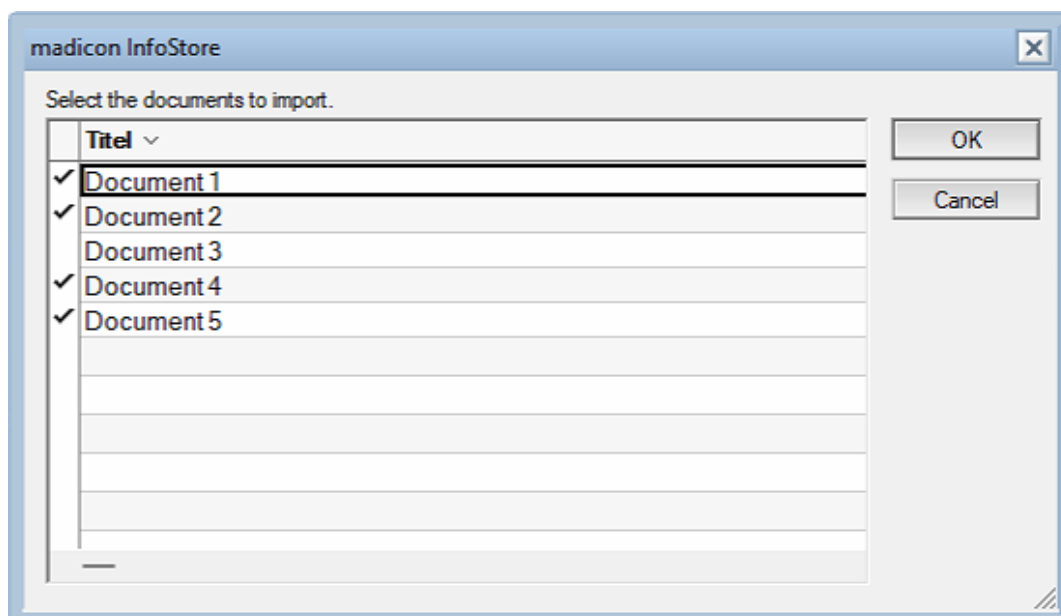 madicon InfoStore
Select the documents to import.
Titel
OK
Document 1
Document 2
Cancel
Document 3
Document 4
Document 5